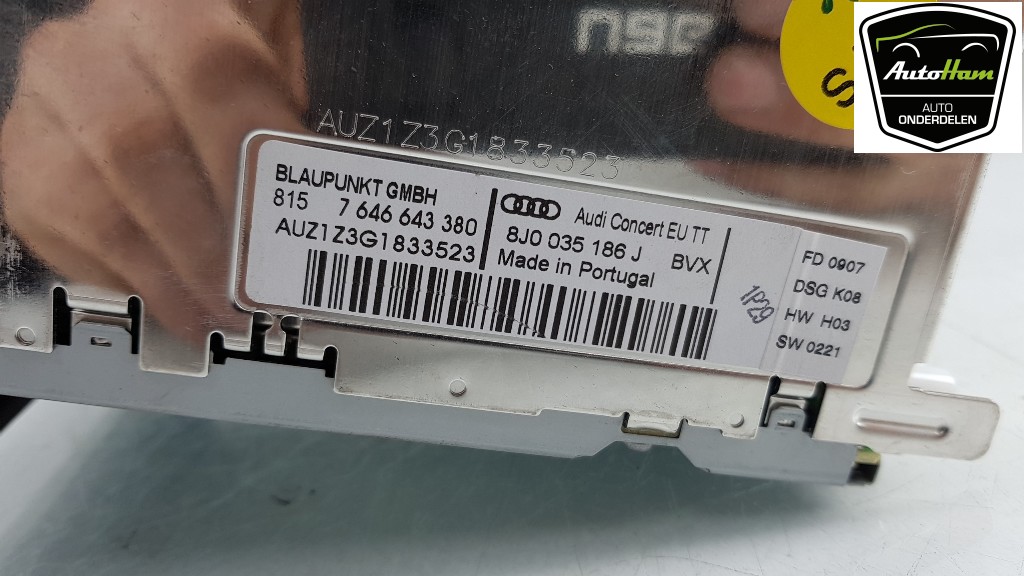 AutoHam
AUTO
ONDERDELEN
AUZ1Z3G1833523
BLAUPUNKT GMBH
815 7 646 643 380
AUZ1Z3G1833523
Audi Concert EU TT
8J0 035 186 J BVX
Made in Portugal
1P29
FD 0907
DSG K08
HW H03
SW 0221